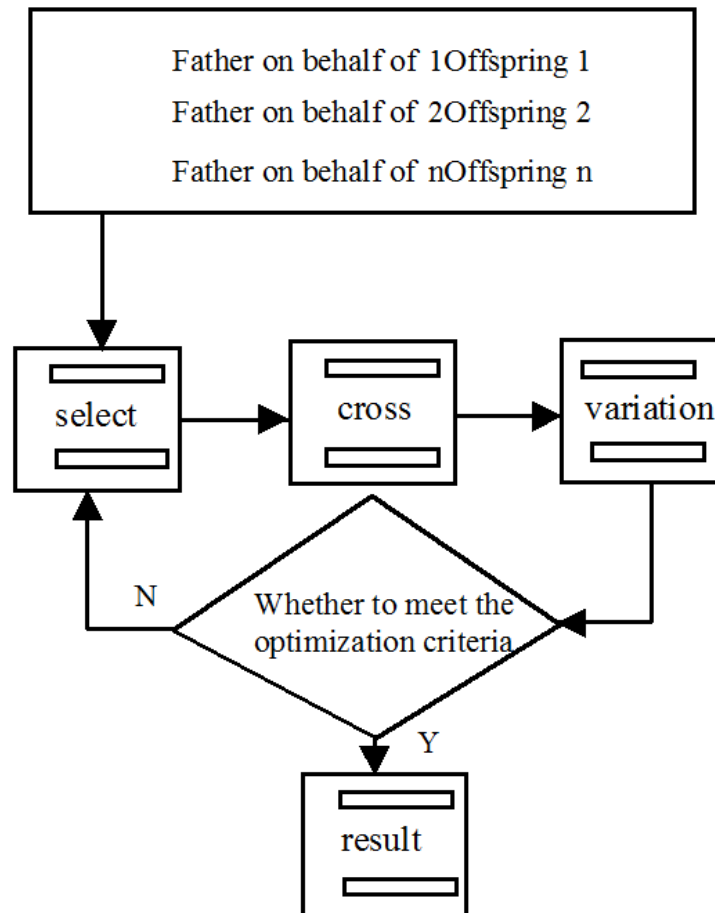 Father on behalf of 1Offspring 1
Father on behalf of 2Offspring 2
Father on behalf of nOffspring n
select
cross
variation
N
Whether to meet the
optimization criteria
Y
result